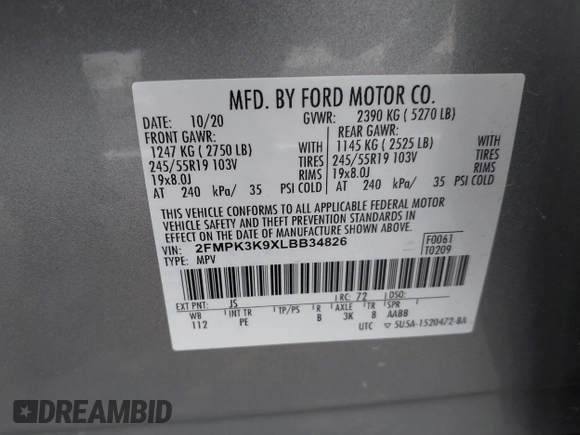 MFD. BY FORD MOTOR CO.
DATE: 10/20 GVWR: 2390 KG ( 5270 LB)
FRONT GAWR: REAR GAWR:
1247 KG ( 2750 LB) WITH 1145 KG ( 2525 LB) WITH
245/55R19 103V TIRES 245/55R19 103V TIRES
19x8.0J RIMS 19x8.0J RIMS
AT 240 kPa/ 35 PSI COLD AT 240 kPa/ 35 PSI COLD
THIS VEHICLE CONFORMS TO ALL APPLICABLE FEDERAL MOTOR
VEHICLE SAFETY AND THEFT PREVENTION STANDARDS IN
EFFECT ON THE DATE OF MANUFACTURE SHOWN ABOVE.
VIN: 2FMPK3K9XLBB34826 F0061
TYPE: MPV T0209
EXT PNT: JS RC: 72 DSO:
WB INT TR TP/PS R AXLE TR SPR
112 PE B 3K 8 AABB
UTC ▽ 5U5A-1520472-BA
DREAMBID